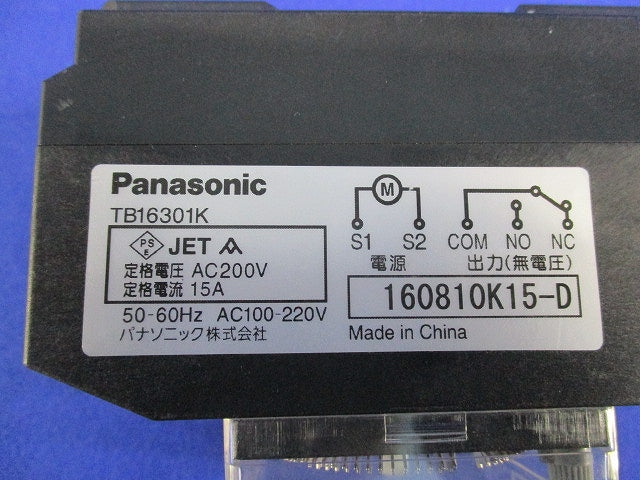 Panasonic
TB16301K
PS
E
JET
定格電圧 AC200V
定格電流 15A
50-60Hz AC100-220V
パナソニック株式会社
M
S1 S2 COM NO NC
電源 出力(無電圧)
160810K15-D
Made in China